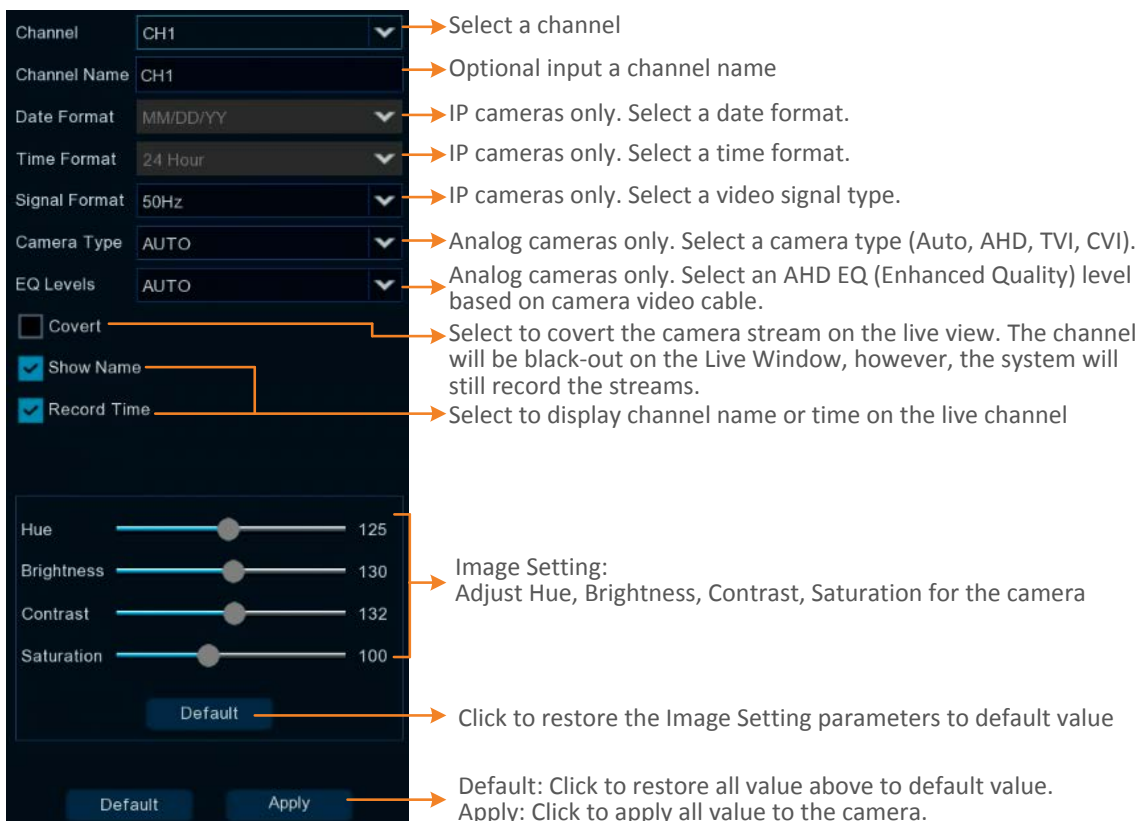 Channel CH1 Select a channel
Channel Name CH1 Optional input a channel name
Date Format MM/DD/YY IP cameras only. Select a date format.
Time Format 24 Hour IP cameras only. Select a time format.
Signal Format 50Hz IP cameras only. Select a video signal type.
Camera Type AUTO Analog cameras only. Select a camera type (Auto, AHD, TVI, CVI).
EQ Levels AUTO Analog cameras only. Select an AHD EQ (Enhanced Quality) level
based on camera video cable.
Covert Select to covert the camera stream on the live view. The channel
will be black-out on the Live Window, however, the system will
still record the streams.
Show Name
Record Time Select to display channel name or time on the live channel
Hue 125
Brightness 130
Contrast 132
Saturation 100
Image Setting:
Adjust Hue, Brightness, Contrast, Saturation for the camera
Default Click to restore the Image Setting parameters to default value
Default Apply Default: Click to restore all value above to default value.
Apply: Click to apply all value to the camera.